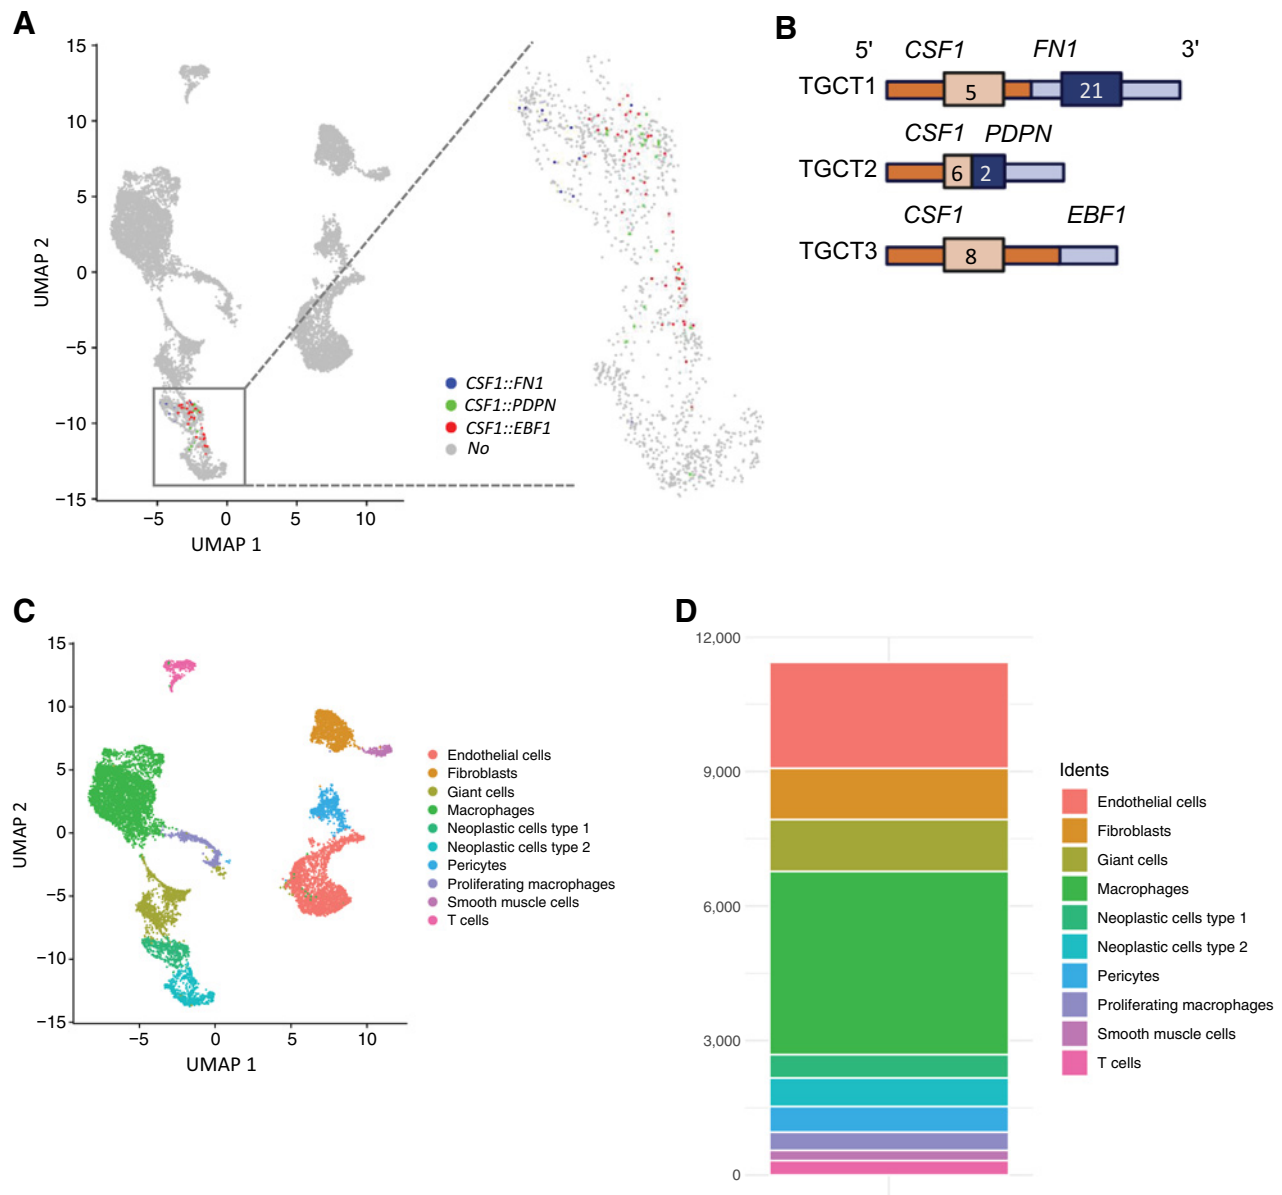 A
15
10
5
0
−5
−10
−15
UMAP 2
−5 0 5 10
UMAP 1
CSF1::FN1
CSF1::PDPN
CSF1::EBF1
No
B
5' CSF1 FN1 3'
TGCT1 5 21
CSF1 PDPN
TGCT2 6 2
CSF1 EBF1
TGCT3 8
C
15
10
5
0
−5
−10
−15
UMAP 2
−5 0 5 10
UMAP 1
Endothelial cells
Fibroblasts
Giant cells
Macrophages
Neoplastic cells type 1
Neoplastic cells type 2
Pericytes
Proliferating macrophages
Smooth muscle cells
T cells
D
12,000
9,000
6,000
3,000
0
Idents
Endothelial cells
Fibroblasts
Giant cells
Macrophages
Neoplastic cells type 1
Neoplastic cells type 2
Pericytes
Proliferating macrophages
Smooth muscle cells
T cells